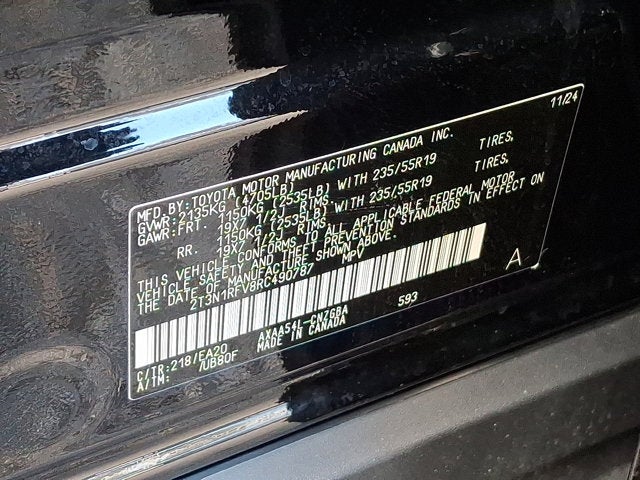 11/24
MFD.BY:TOYOTA MOTOR MANUFACTURING CANADA INC.
GVWR: 2135KG (4705LB)
GAWR:FRT. 1150KG (2535LB) WITH 235/55R19 TIRES,
19X7 1/2J RIMS,
RR. 1150KG (2535LB) WITH 235/55R19 TIRES,
19X7 1/2J RIMS.
THIS VEHICLE CONFORMS TO ALL APPLICABLE FEDERAL MOTOR
VEHICLE SAFETY AND THEFT PREVENTION STANDARDS IN EFFECT ON
THE DATE OF MANUFACTURE SHOWN ABOVE.
2T3N1RFV8RC490787 MPV
A
593
C/TR:218/EA20 AXAA54L-CNZGBA
A/TM: /UB80F MADE IN CANADA